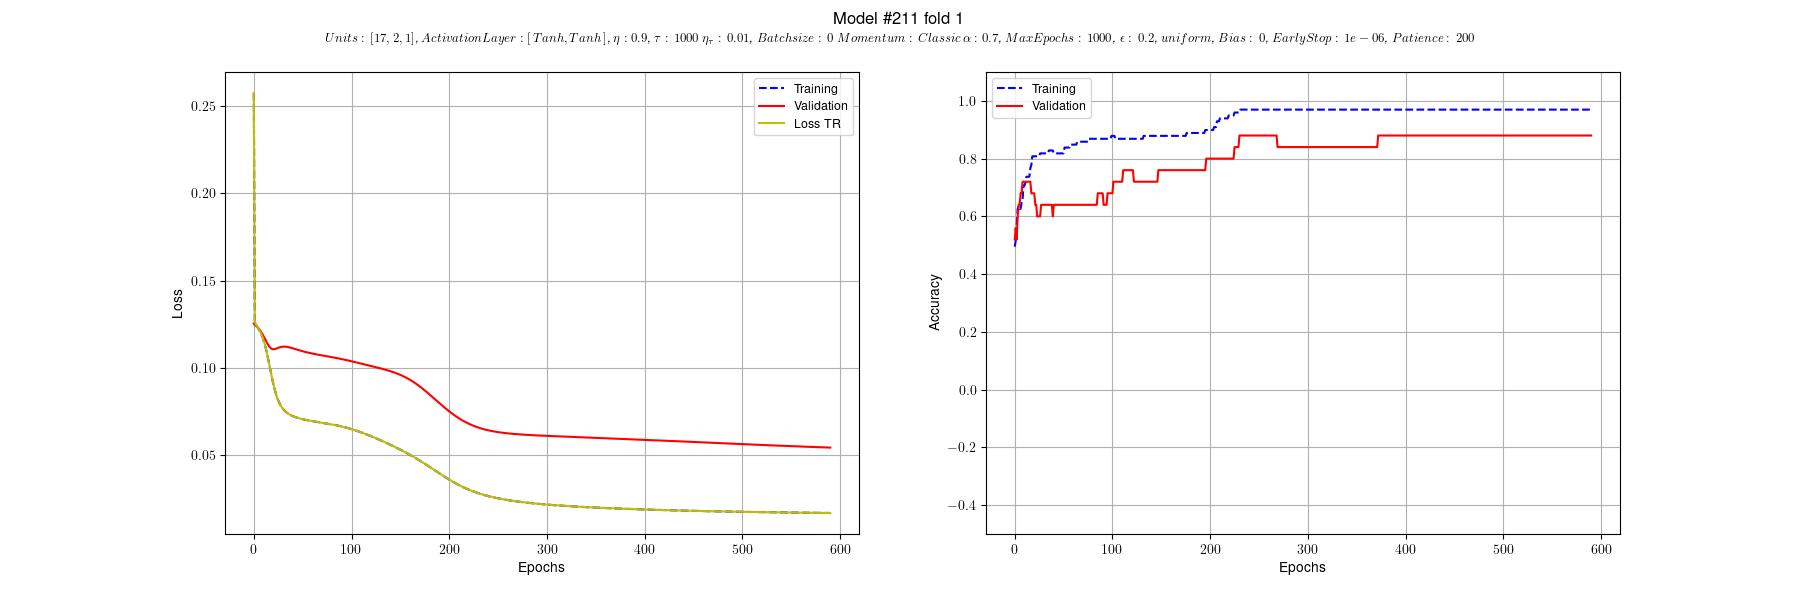 Model #211 fold 1
Units : [17, 2, 1], ActivationLayer : [Tanh, Tanh], η : 0.9, τ : 1000 ητ : 0.01, Batchsize : 0 Momentum : Classic α : 0.7, MaxEpochs : 1000, ϵ : 0.2, uniform, Bias : 0, EarlyStop : 1e − 06, Patience : 200
Training
Validation
Loss TR
0.25
0.20
0.15
0.10
0.05
Loss
0 100 200 300 400 500 600
Epochs
Training
Validation
1.0
0.8
0.6
0.4
0.2
0.0
−0.2
−0.4
Accuracy
0 100 200 300 400 500 600
Epochs